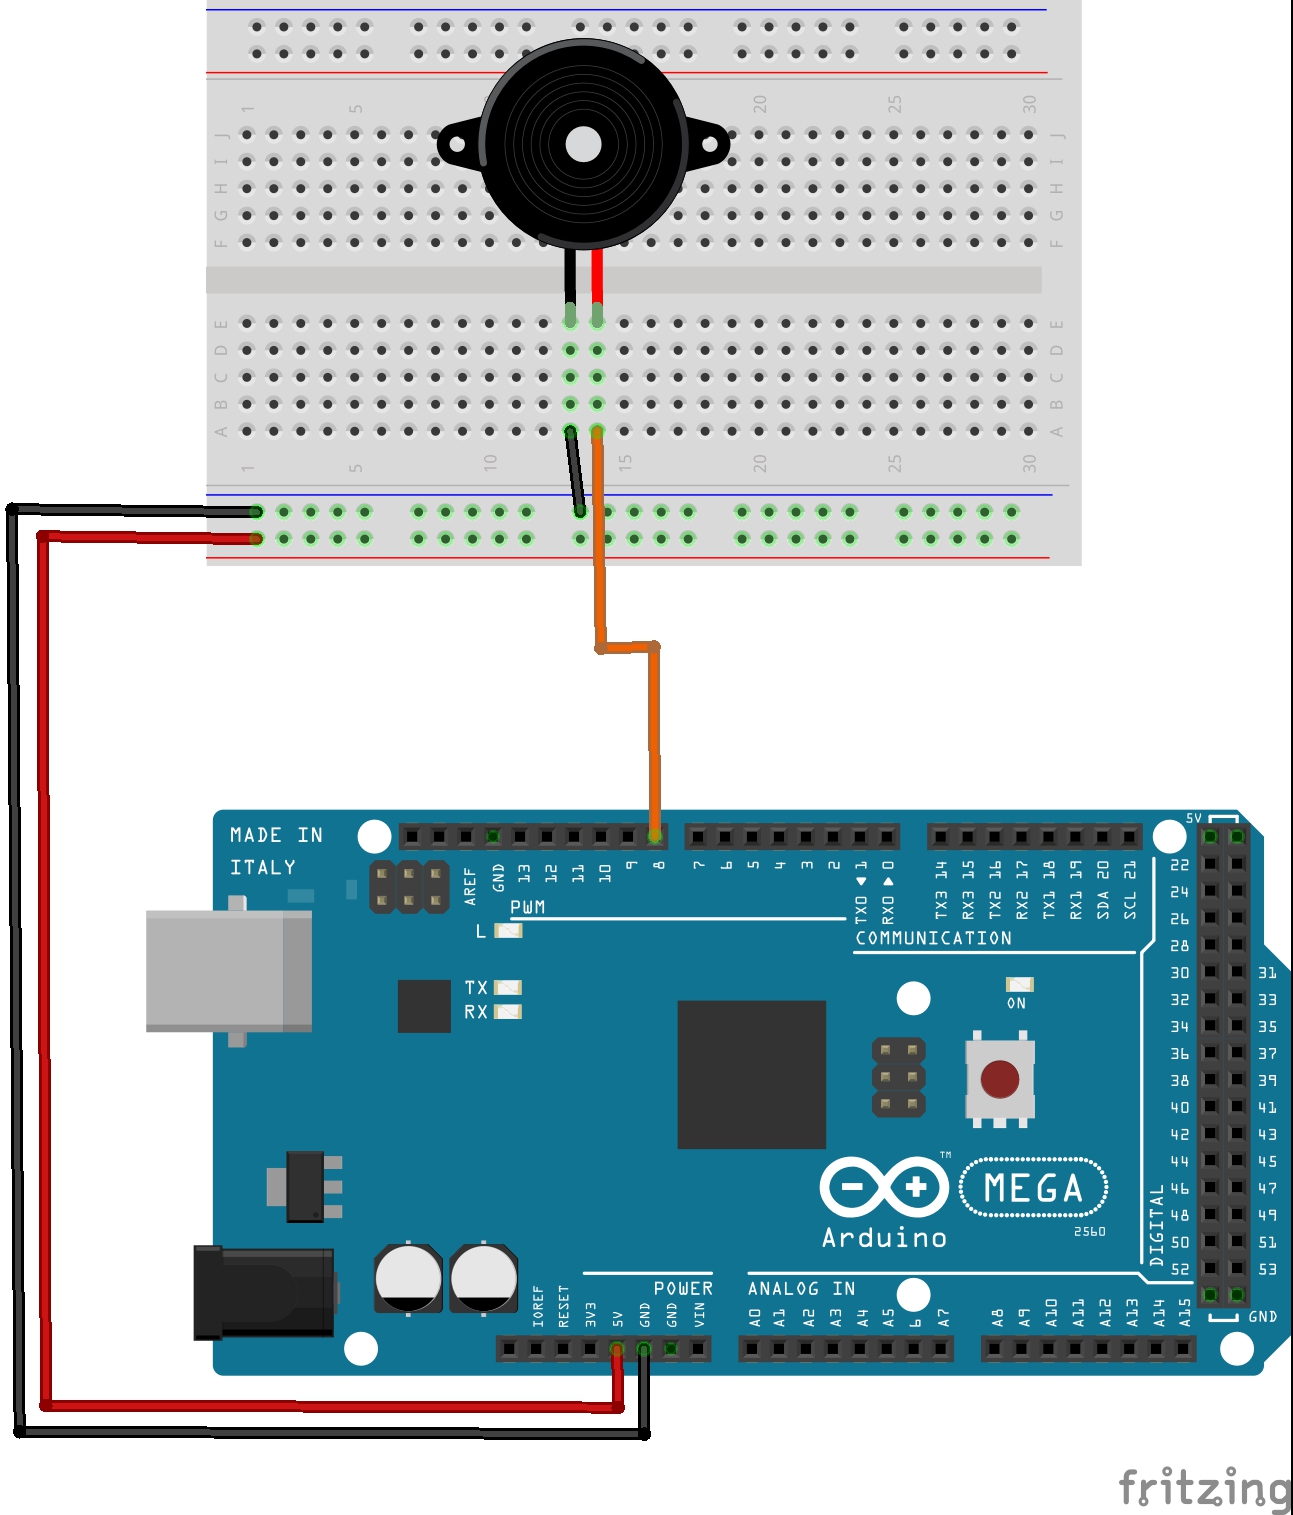 1 5 20 25 30
J J
I I
H H
G G
F F
E E
D D
C C
B B
A A
1 5 10 15 20 25 30
MADE IN
ITALY
AREF GND 13 12 11 10 9 8 7 6 5 4 3 2 TX0 ◀ 1 RX0 ▶ 0 TX3 14 RX3 15 TX2 16 RX2 17 TX1 18 RX1 19 SDA 20 SCL 21
5V
PWM
COMMUNICATION
L
TX
RX
ON
22
24
26
28
30 31
32 33
34 35
36 37
38 39
40 41
42 43
44 45
46 47
48 49
50 51
52 53
DIGITAL
GND
TM
MEGA
2560
Arduino
POWER ANALOG IN
IOREF RESET 3V3 5V GND GND VIN A0 A1 A2 A3 A4 A5 6 A7 A8 A9 A10 A11 A12 A13 A14 A15
fritzing